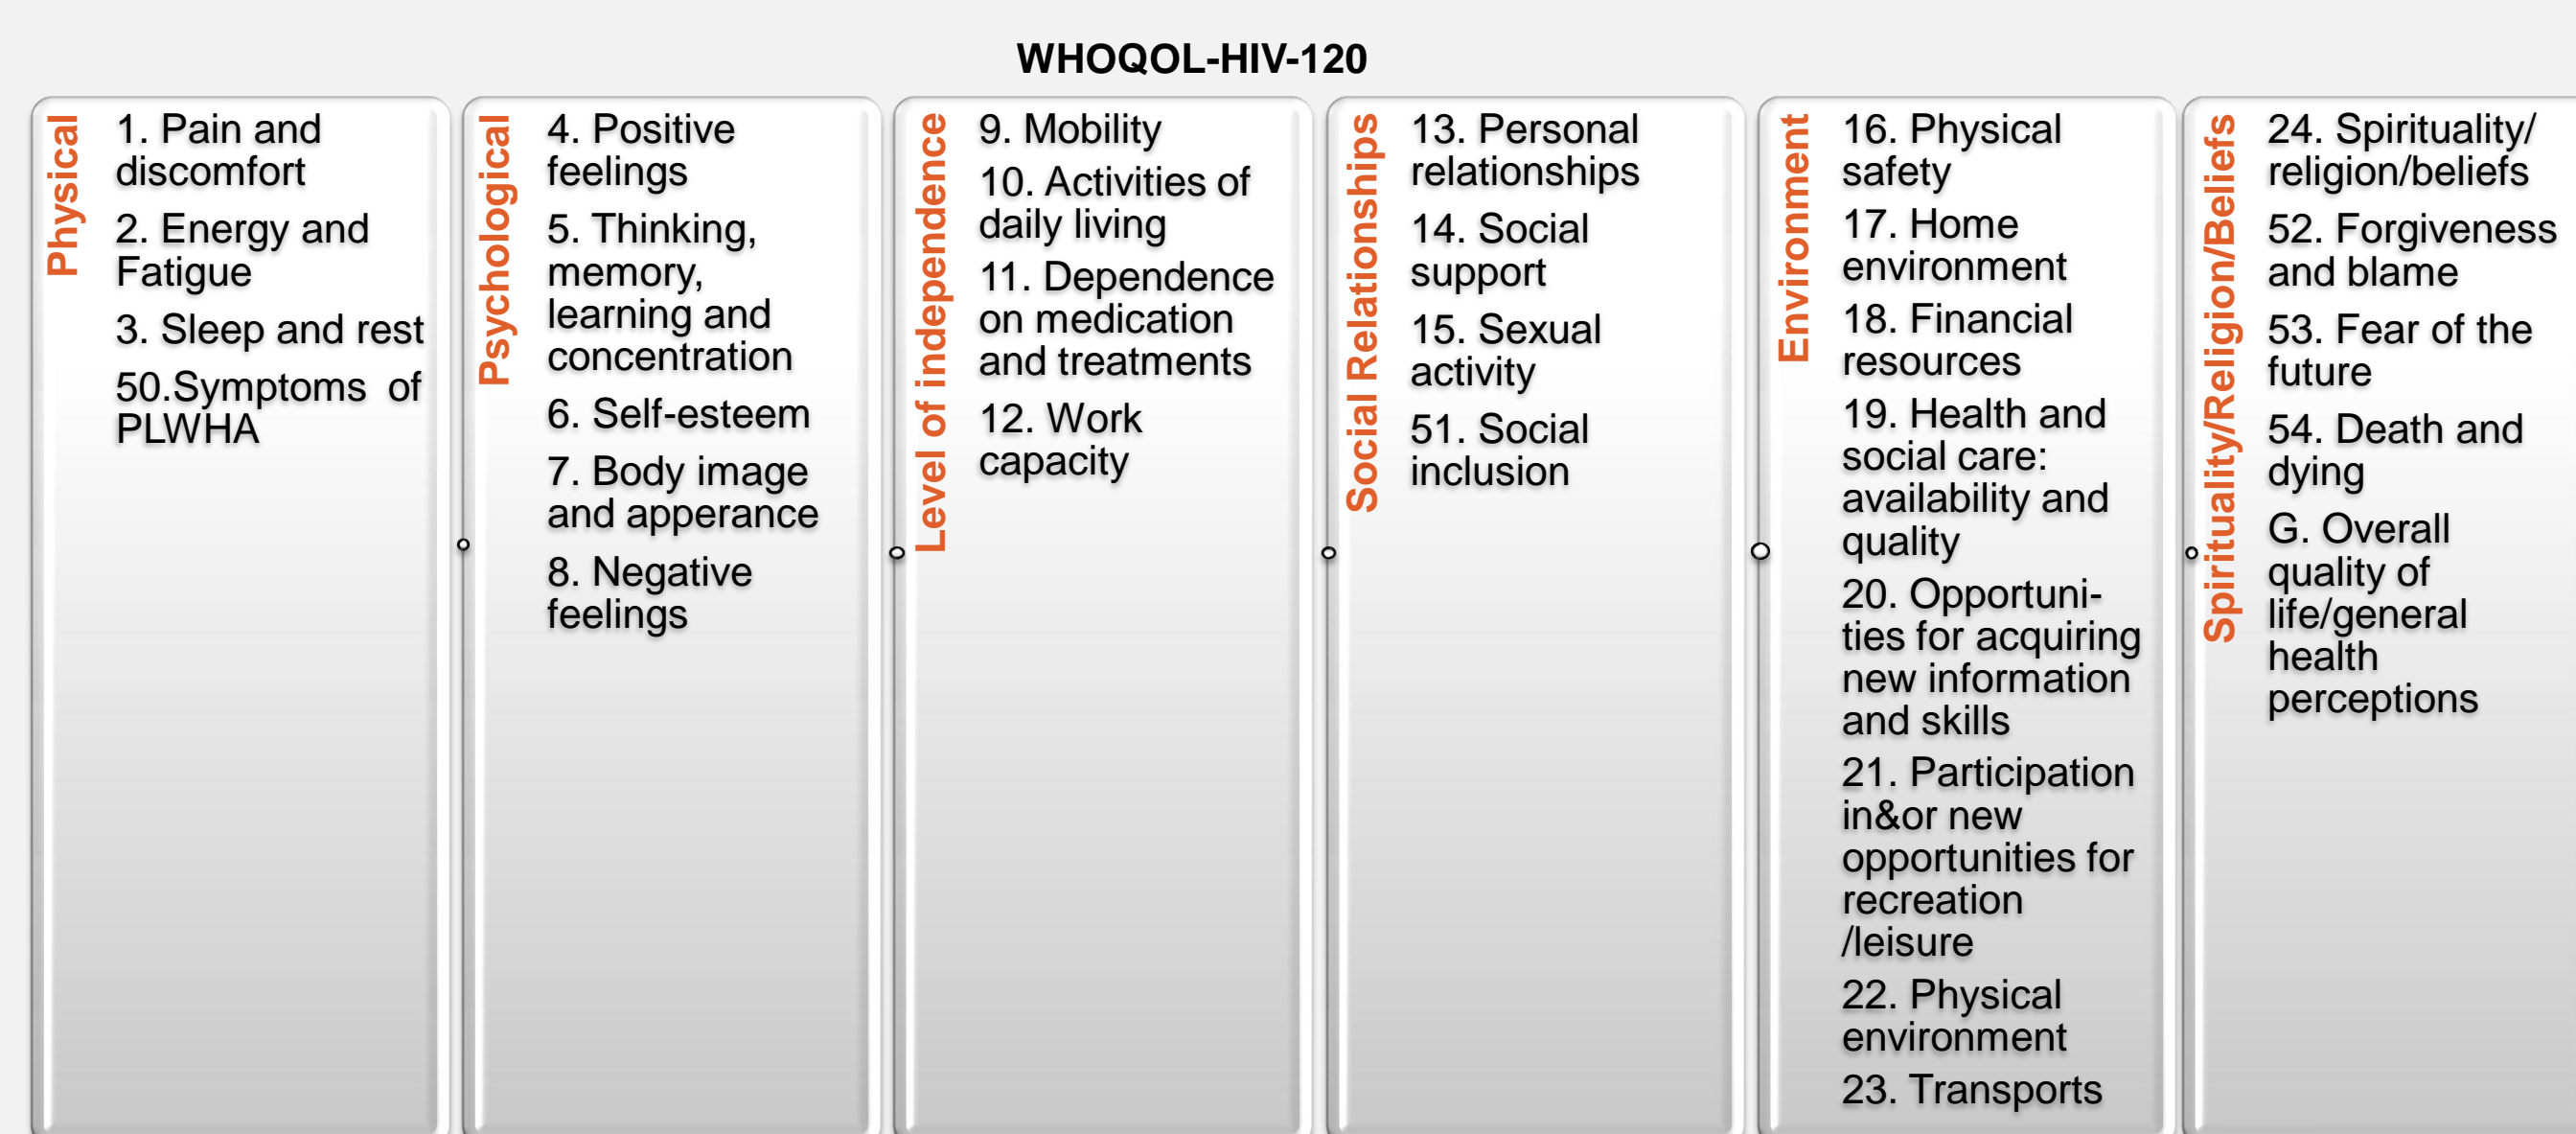 WHOQOL-HIV-120
Physical
1. Pain and
discomfort
2. Energy and
Fatigue
3. Sleep and rest
50.Symptoms of
PLWHA
Psychological
4. Positive
feelings
5. Thinking,
memory,
learning and
concentration
6. Self-esteem
7. Body image
and apperance
8. Negative
feelings
Level of independence
9. Mobility
10. Activities of
daily living
11. Dependence
on medication
and treatments
12. Work
capacity
Social Relationships
13. Personal
relationships
14. Social
support
15. Sexual
activity
51. Social
inclusion
Environment
16. Physical
safety
17. Home
environment
18. Financial
resources
19. Health and
social care:
availability and
quality
20. Opportuni-
ties for acquiring
new information
and skills
21. Participation
in&or new
opportunities for
recreation
/leisure
22. Physical
environment
23. Transports
Spirituality/Religion/Beliefs
24. Spirituality/
religion/beliefs
52. Forgiveness
and blame
53. Fear of the
future
54. Death and
dying
G. Overall
quality of
life/general
health
perceptions